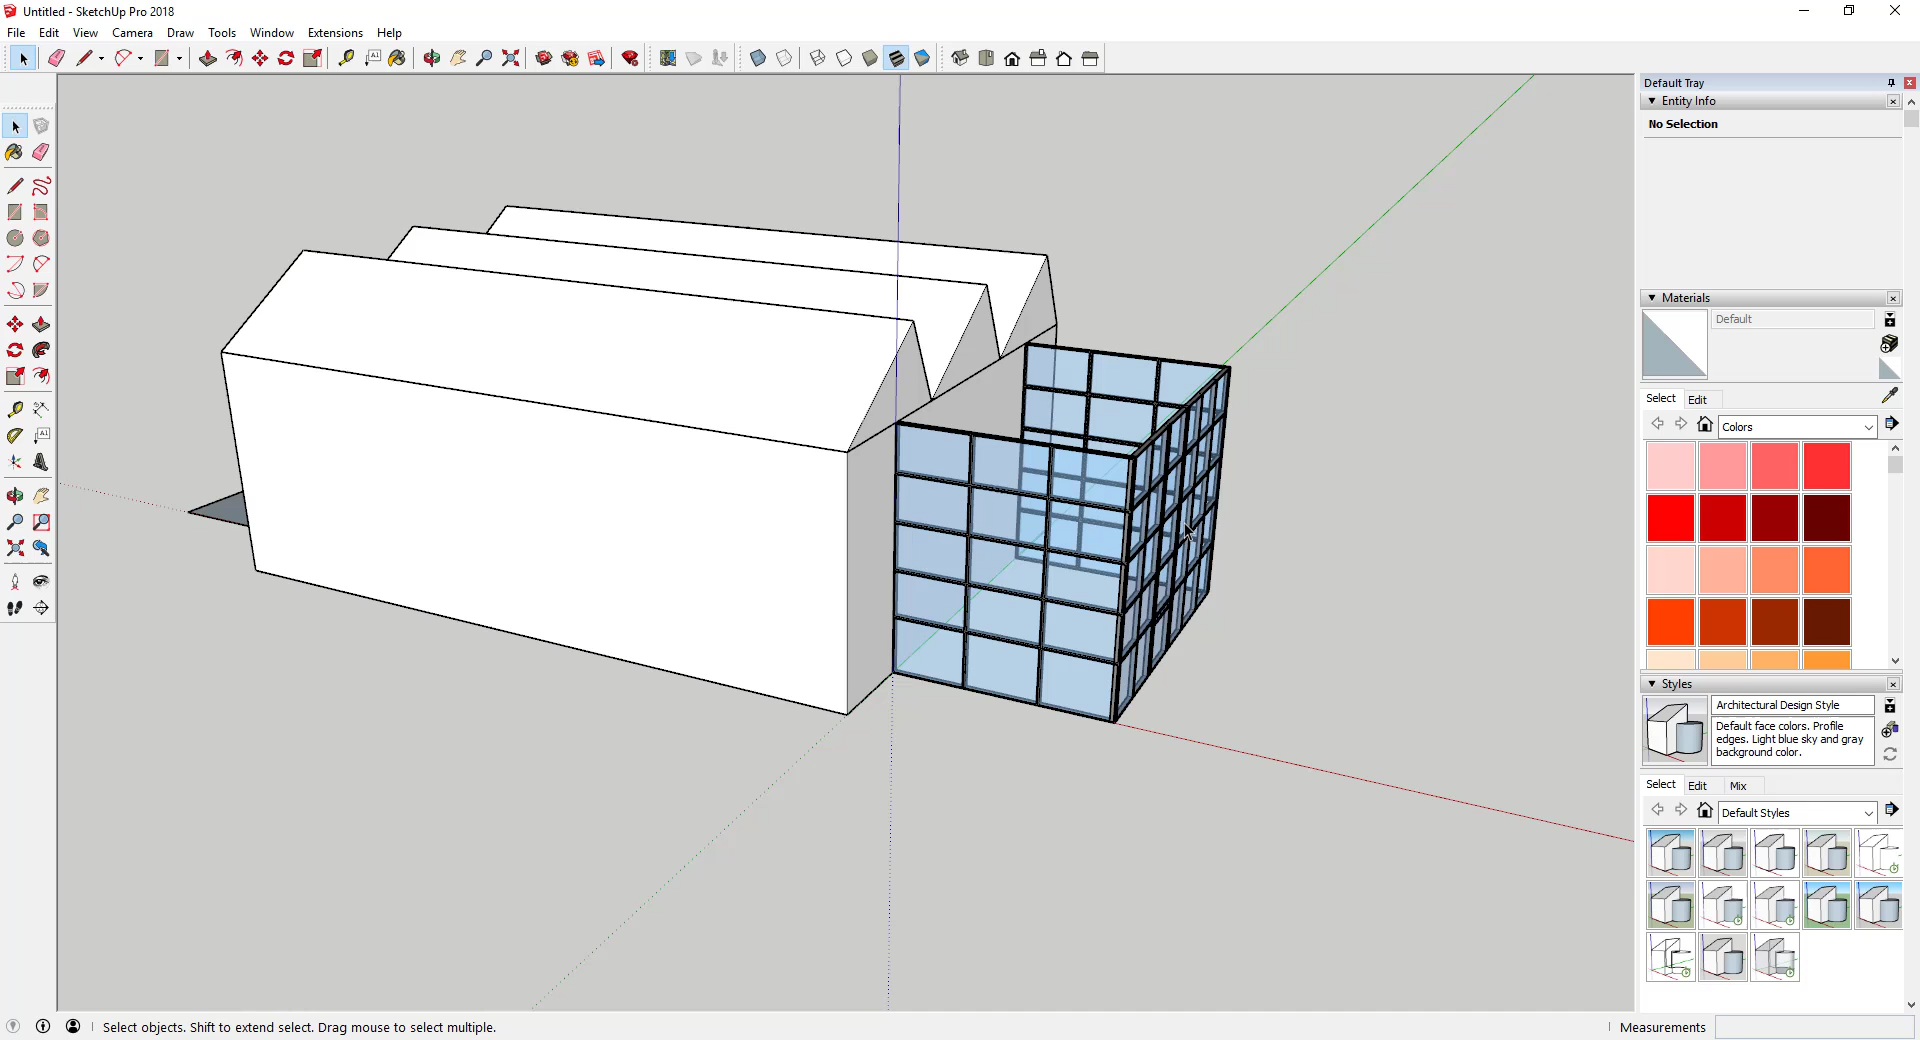 Untitled - SketchUp Pro 2018
File Edit View Camera Draw Tools Window Extensions Help
Default Tray
Entity Info
No Selection
Materials
Default
Select Edit
Colors
Styles
Architectural Design Style
Default face colors. Profile
edges. Light blue sky and gray
background color.
Select Edit Mix
Default Styles
Select objects. Shift to extend select. Drag mouse to select multiple.
Measurements